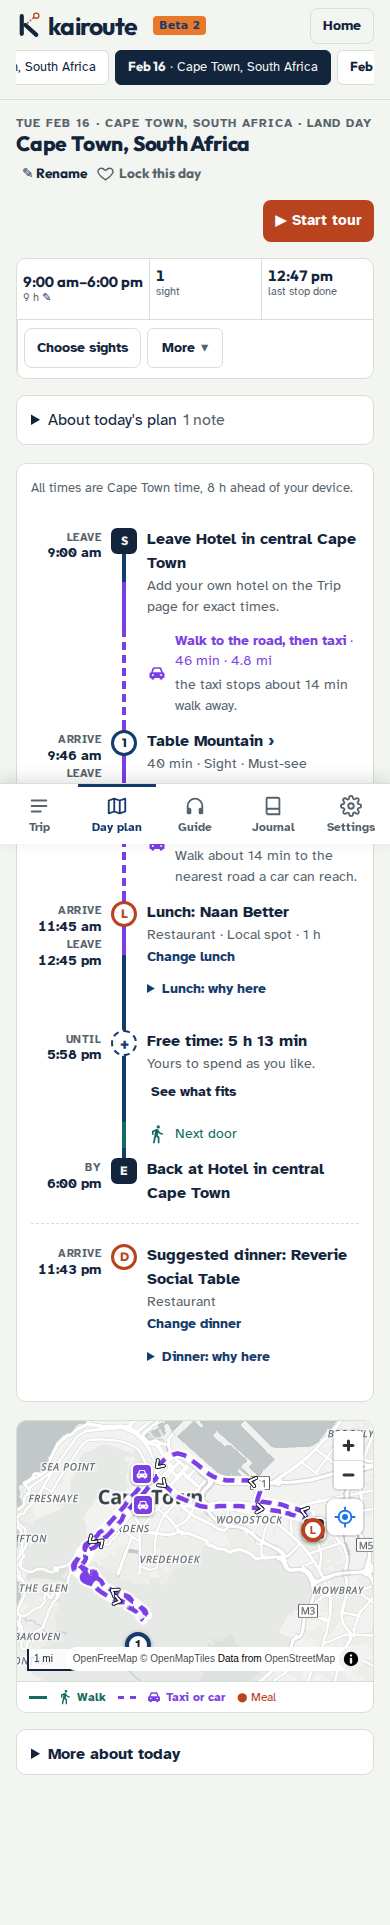 kairoute Beta 2 Home
n, South Africa Feb 16 · Cape Town, South Africa Feb
TUE FEB 16 · CAPE TOWN, SOUTH AFRICA · LAND DAY
Cape Town, South Africa
✎ Rename Lock this day
▶ Start tour
9:00 am–6:00 pm 1 12:47 pm
9 h ✎ sight last stop done
Choose sights More ▼
▶ About today's plan 1 note
All times are Cape Town time, 8 h ahead of your device.
LEAVE
9:00 am
S
Leave Hotel in central Cape
Town
Add your own hotel on the Trip
page for exact times.
Walk to the road, then taxi ·
46 min · 4.8 mi
the taxi stops about 14 min
walk away.
ARRIVE
9:46 am
LEAVE
1
Table Mountain ›
40 min · Sight · Must-see
Trip Day plan Guide Journal Settings
Walk about 14 min to the
nearest road a car can reach.
ARRIVE
11:45 am
LEAVE
12:45 pm
L
Lunch: Naan Better
Restaurant · Local spot · 1 h
Change lunch
▶ Lunch: why here
UNTIL
5:58 pm
+
Free time: 5 h 13 min
Yours to spend as you like.
See what fits
Next door
BY
6:00 pm
E
Back at Hotel in central
Cape Town
ARRIVE
11:43 pm
D
Suggested dinner: Reverie
Social Table
Restaurant
Change dinner
▶ Dinner: why here
SEA POINT
FRESNAYE
Cape Town
1
WOODSTOCK
VREDEHOEK
THE GLEN
MOWBRAY
M5
M3
L
+
−
1
1 mi OpenFreeMap © OpenMapTiles Data from OpenStreetMap
Walk Taxi or car Meal
▶ More about today